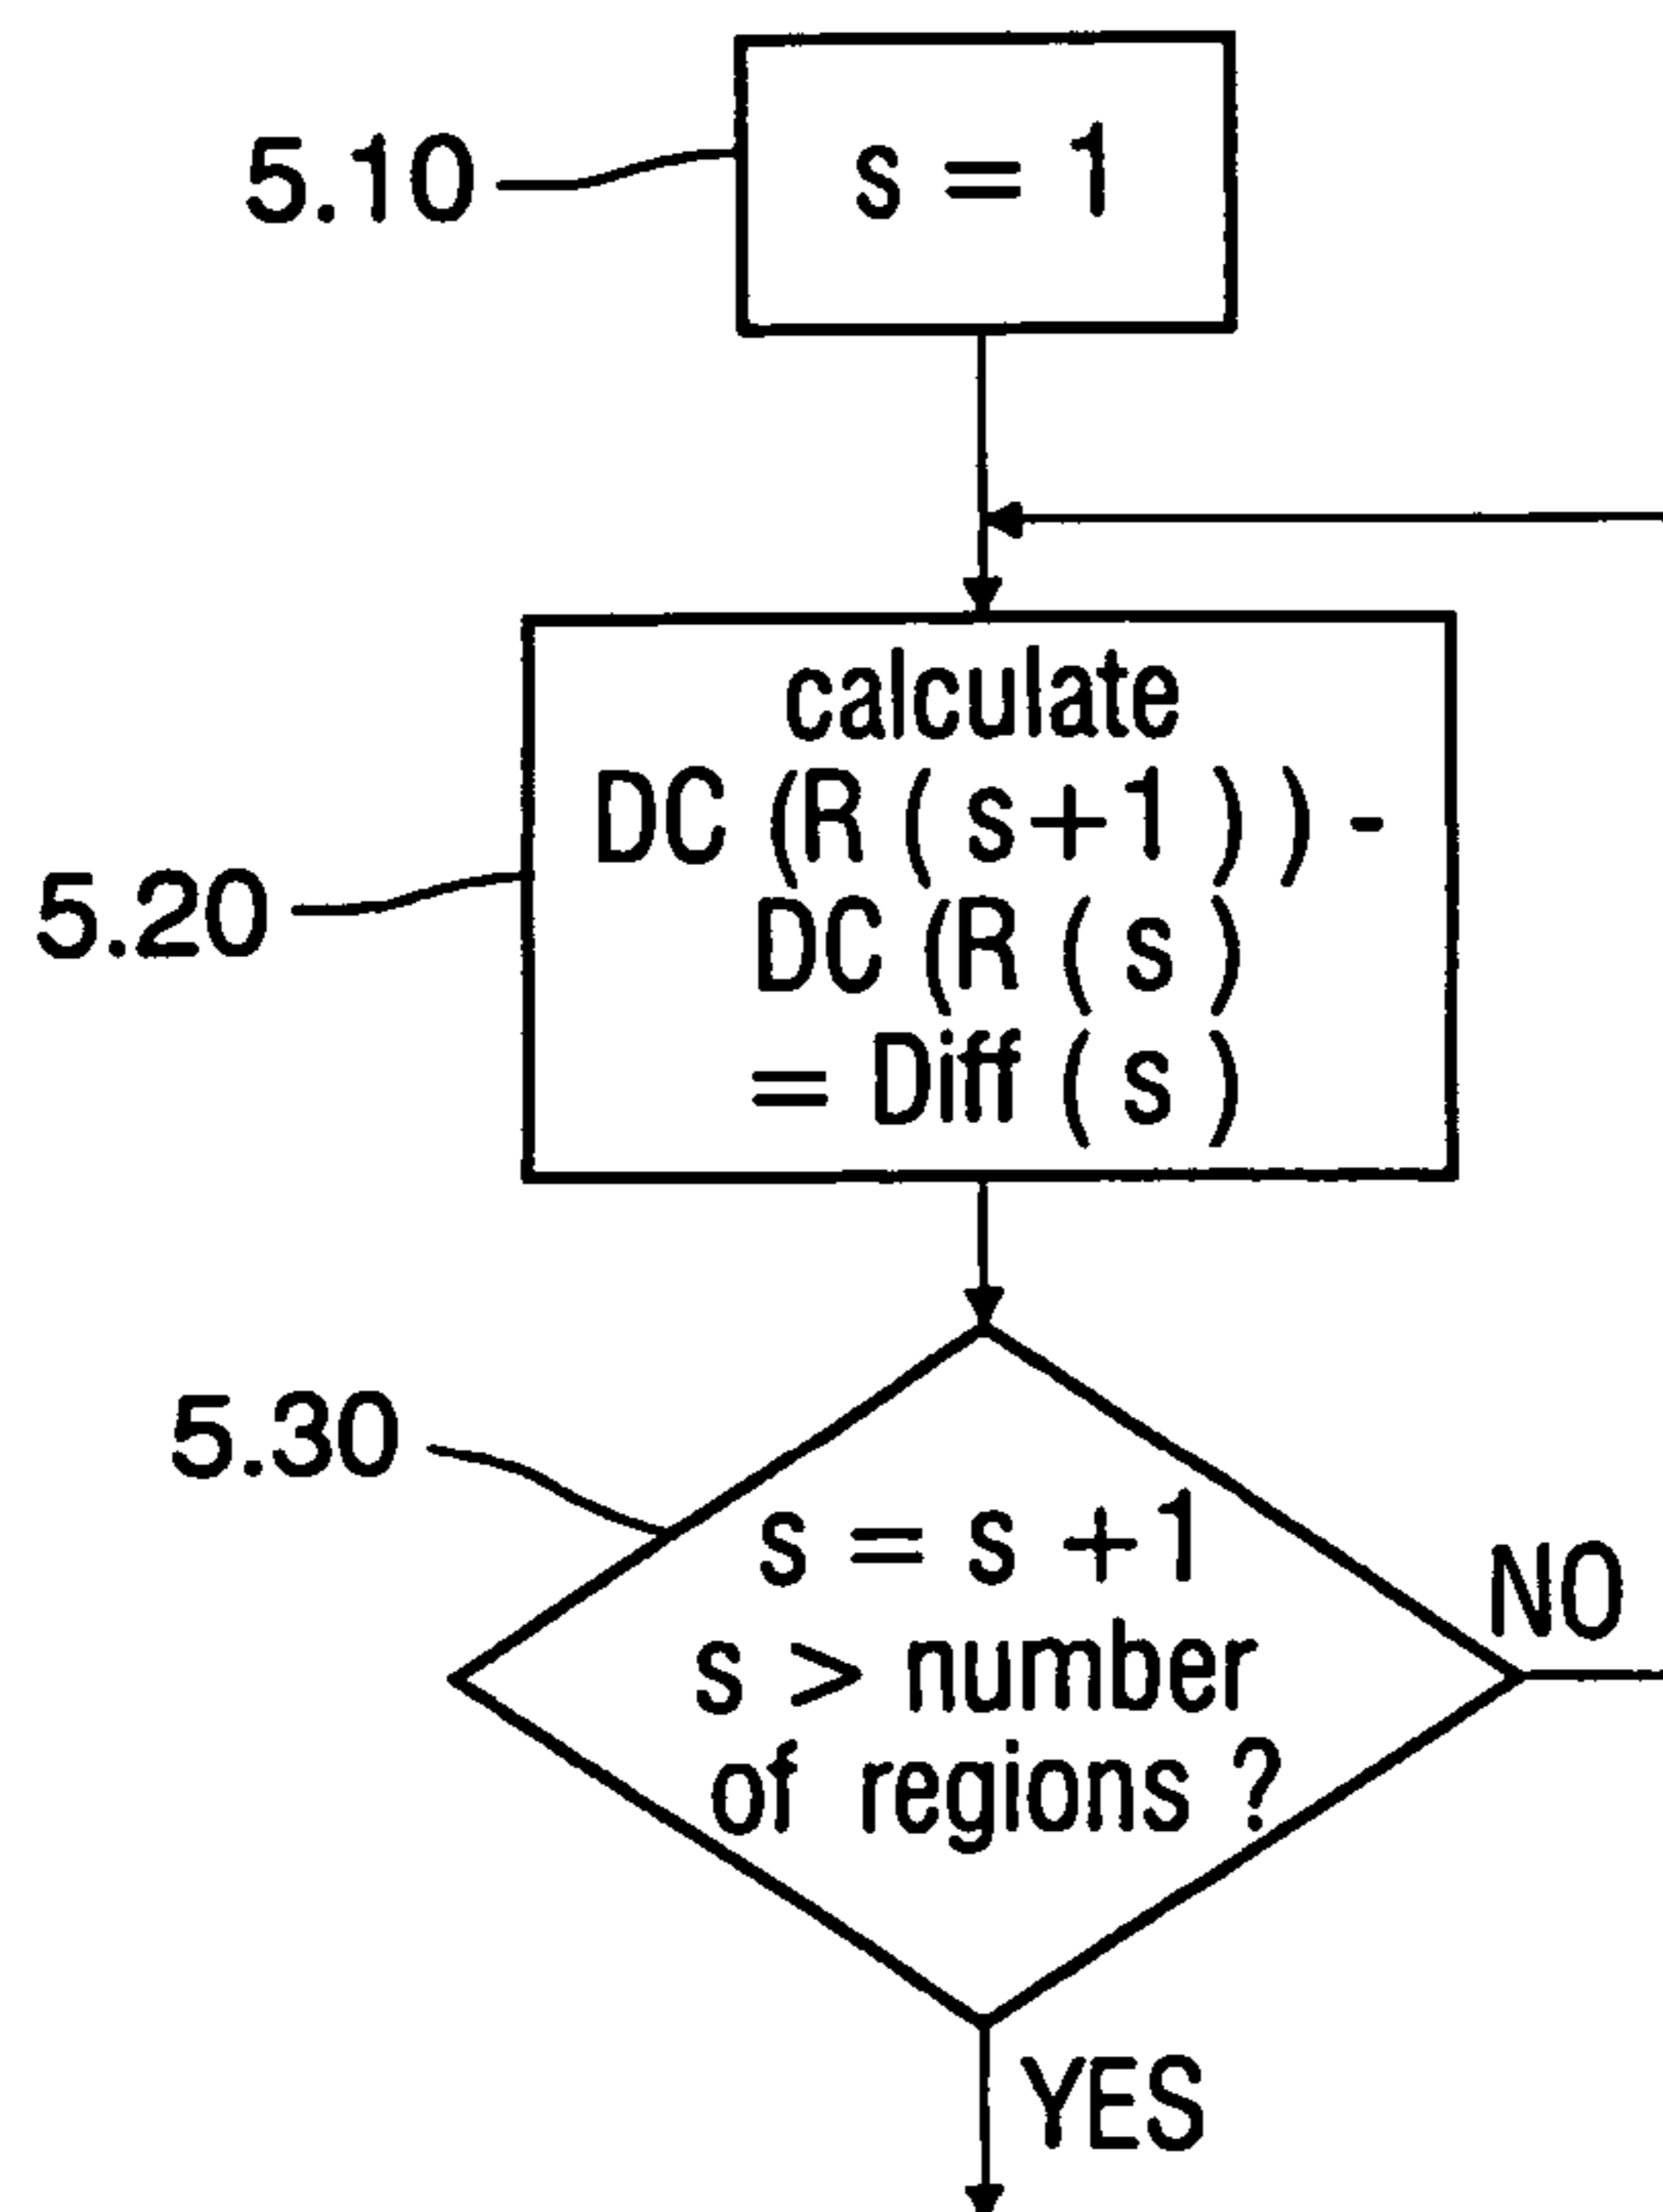 5.10
s = 1
calculate
DC (R ( s+1 ) ) -
DC (R ( s )
= Diff ( s )
5.20
5.30
s = s +1
s > number
of regions ?
NO
YES